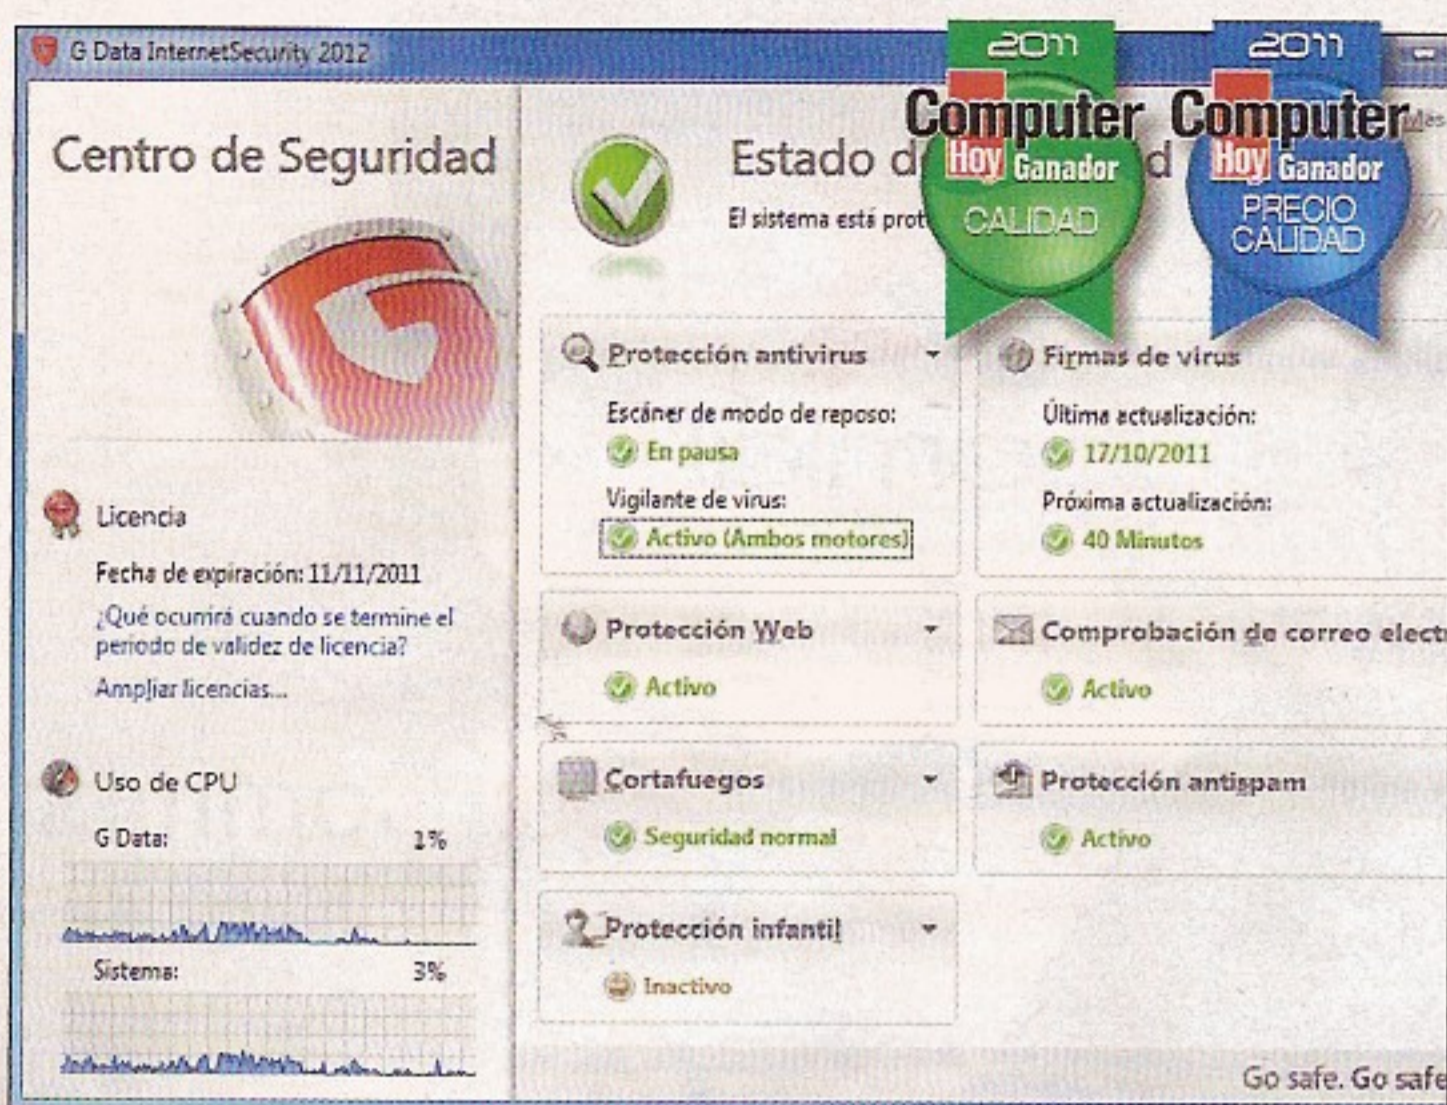 G Data InternetSecurity 2012
2011
Computer
Hoy Ganador
CALIDAD
2011
Computer
Hoy Ganador
PRECIO
CALIDAD
Más
Centro de Seguridad
Licencia
Fecha de expiración: 11/11/2011
¿Qué ocurrirá cuando se termine el
período de validez de licencia?
Ampliar licencias...
Uso de CPU
G Data: 1%
Sistema: 3%
Estado d
d
El sistema está prot
Protección antivirus
Escáner de modo de reposo:
En pausa
Vigilante de virus:
Activo (Ambos motores)
Firmas de virus
Última actualización:
17/10/2011
Próxima actualización:
40 Minutos
Protección Web
Activo
Comprobación de correo electr
Activo
Cortafuegos
Seguridad normal
Protección antispam
Activo
Protección infantil
Inactivo
Go safe. Go safe